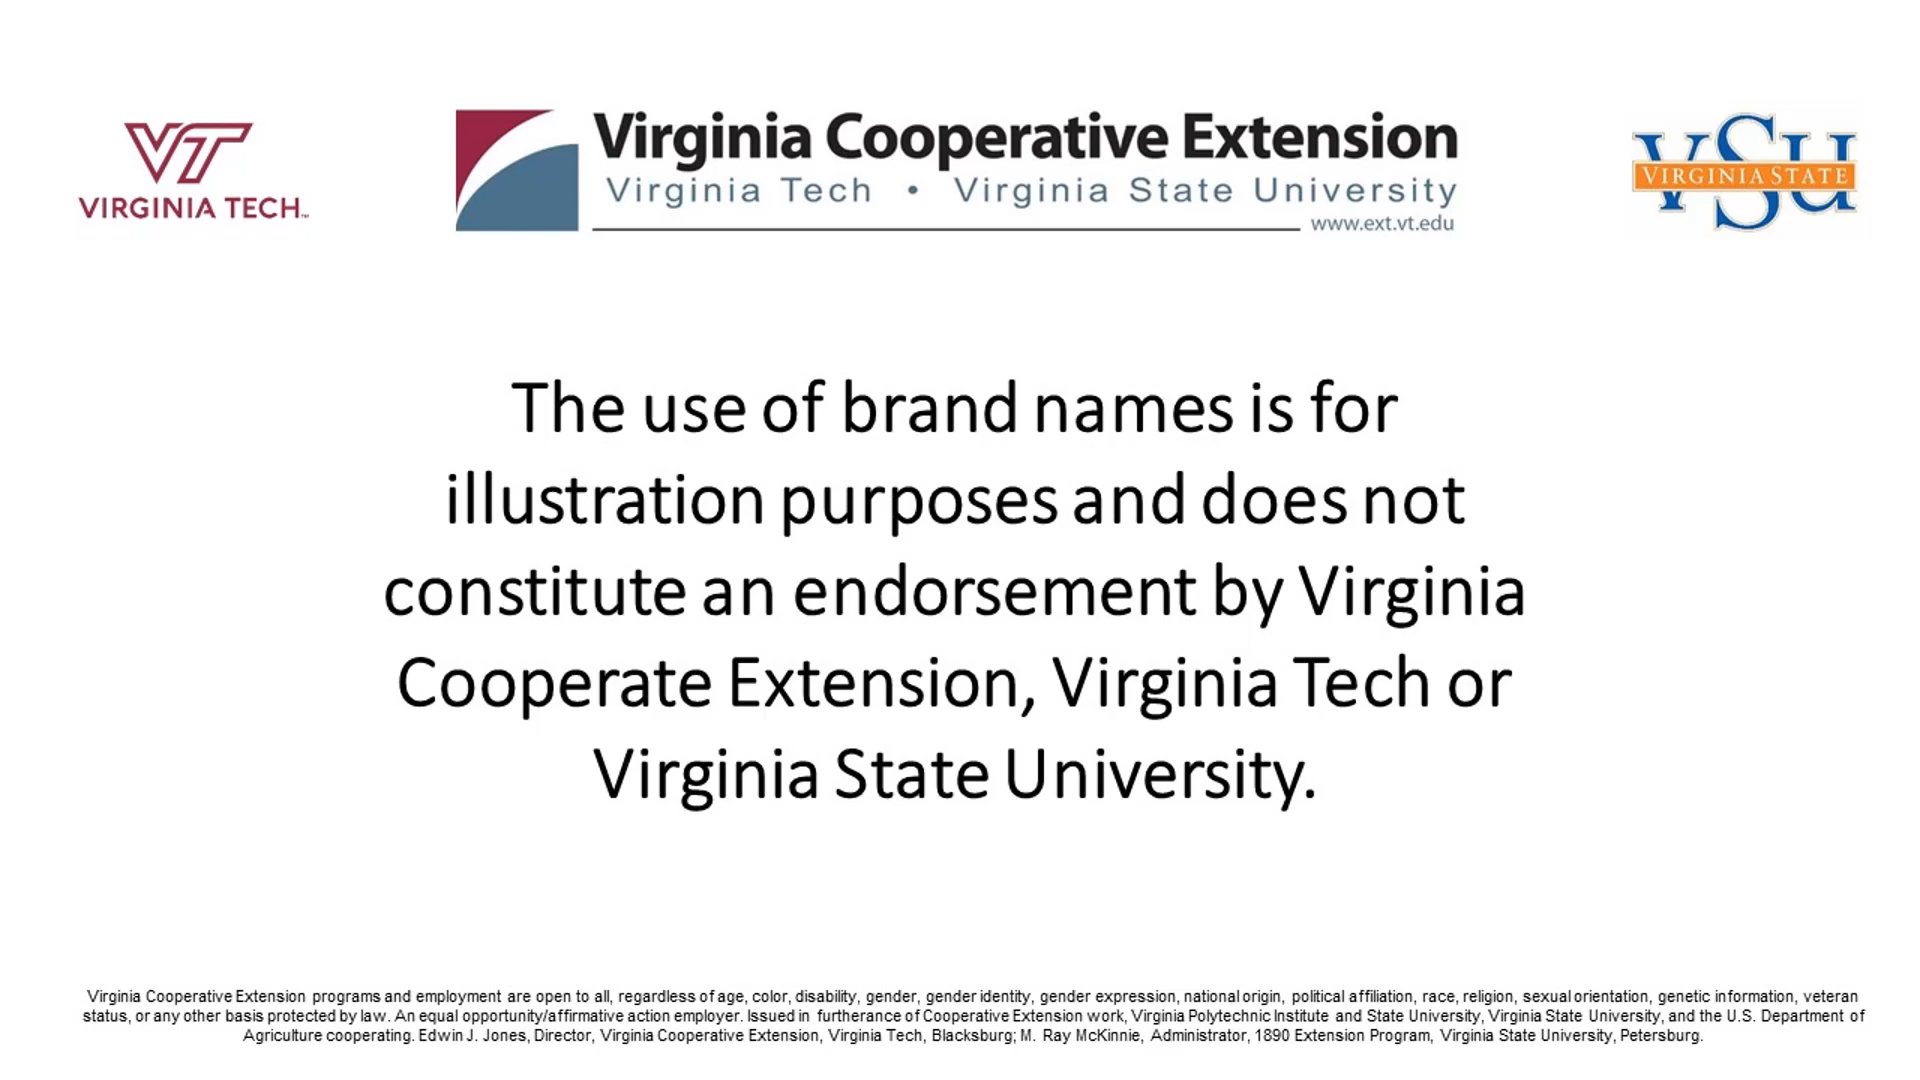 VT
VIRGINIA TECH™
Virginia Cooperative Extension
Virginia Tech • Virginia State University
www.ext.vt.edu
VSU
VIRGINIA STATE
The use of brand names is for
illustration purposes and does not
constitute an endorsement by Virginia
Cooperate Extension, Virginia Tech or
Virginia State University.
Virginia Cooperative Extension programs and employment are open to all, regardless of age, color, disability, gender, gender identity, gender expression, national origin, political affiliation, race, religion, sexual orientation, genetic information, veteran
status, or any other basis protected by law. An equal opportunity/affirmative action employer. Issued in furtherance of Cooperative Extension work, Virginia Polytechnic Institute and State University, Virginia State University, and the U.S. Department of
Agriculture cooperating. Edwin J. Jones, Director, Virginia Cooperative Extension, Virginia Tech, Blacksburg; M. Ray McKinnie, Administrator, 1890 Extension Program, Virginia State University, Petersburg.